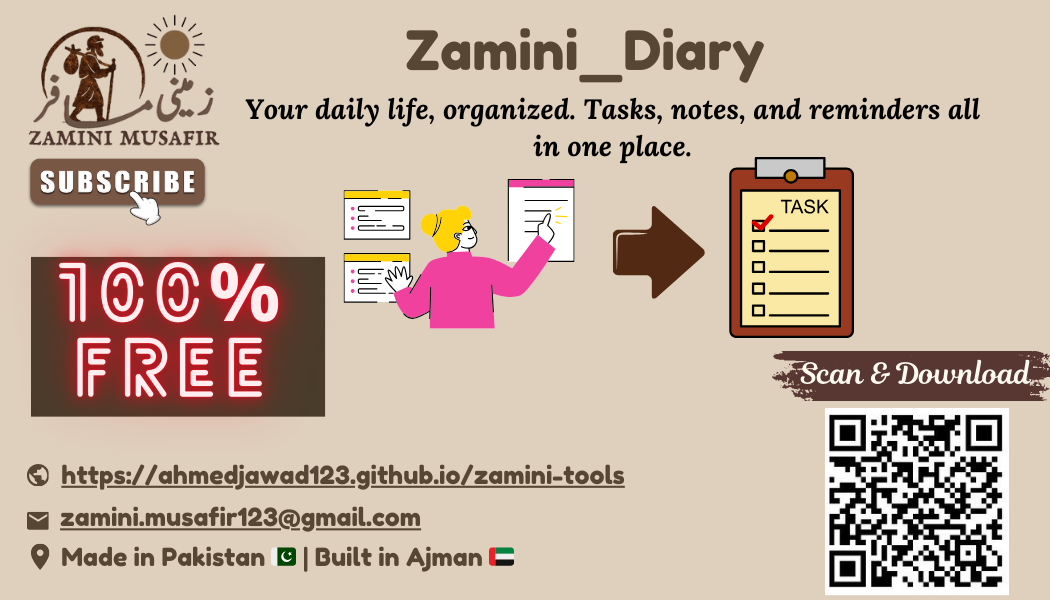 زمینی مسافر
ZAMINI MUSAFIR
SUBSCRIBE
Zamini_Diary
Your daily life, organized. Tasks, notes, and reminders all
in one place.
100%
FREE
TASK
Scan & Download
https://ahmedjawad123.github.io/zamini-tools
zamini.musafir123@gmail.com
Made in Pakistan 🇵🇰 | Built in Ajman 🇦🇪